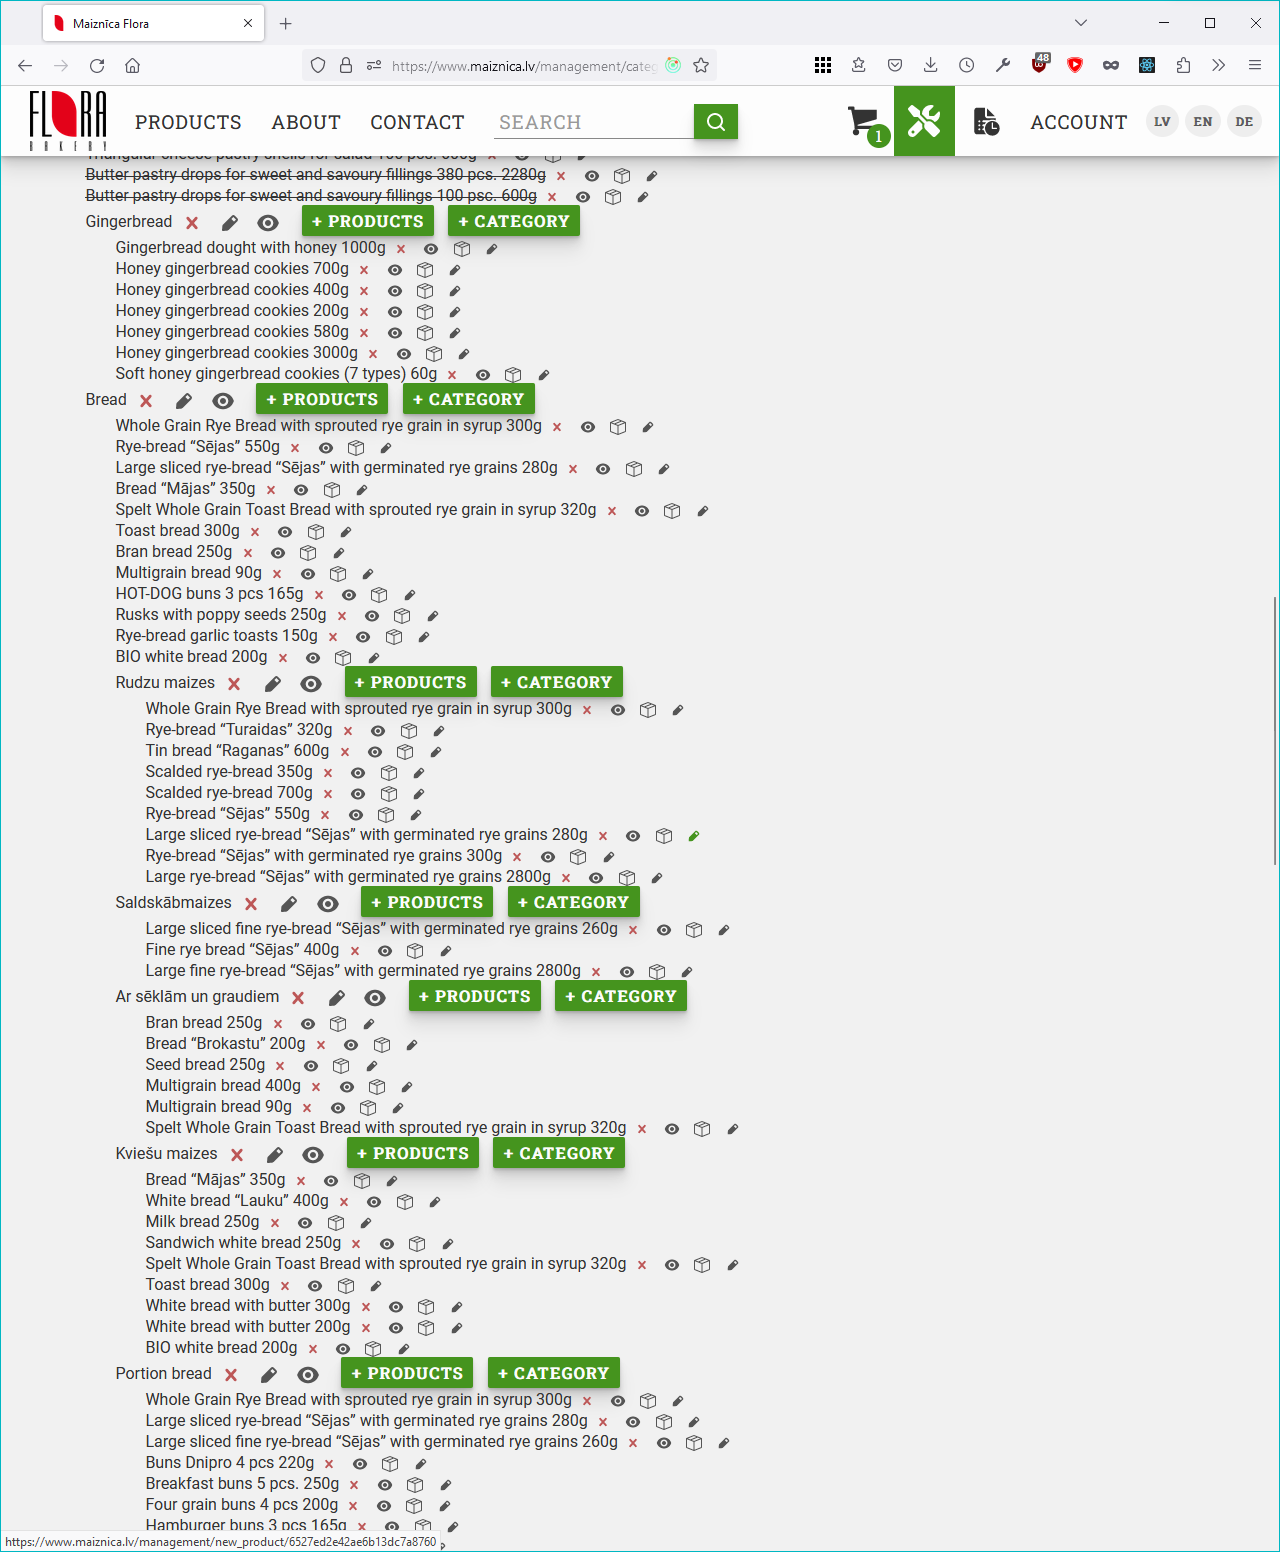 Maiznīca Flora
https://www.maiznica.lv/management/categ
48
FLORA
BAKERY
PRODUCTS
ABOUT
CONTACT
SEARCH
1
ACCOUNT
LV
EN
DE
Triangular cheese pastry shells for salad 100 pcs. 600g
Butter pastry drops for sweet and savoury fillings 380 pcs. 2280g
Butter pastry drops for sweet and savoury fillings 100 psc. 600g
Gingerbread + PRODUCTS + CATEGORY
Gingerbread dought with honey 1000g
Honey gingerbread cookies 700g
Honey gingerbread cookies 400g
Honey gingerbread cookies 200g
Honey gingerbread cookies 580g
Honey gingerbread cookies 3000g
Soft honey gingerbread cookies (7 types) 60g
Bread + PRODUCTS + CATEGORY
Whole Grain Rye Bread with sprouted rye grain in syrup 300g
Rye-bread “Sējas” 550g
Large sliced rye-bread “Sējas” with germinated rye grains 280g
Bread “Mājas” 350g
Spelt Whole Grain Toast Bread with sprouted rye grain in syrup 320g
Toast bread 300g
Bran bread 250g
Multigrain bread 90g
HOT-DOG buns 3 pcs 165g
Rusks with poppy seeds 250g
Rye-bread garlic toasts 150g
BIO white bread 200g
Rudzu maizes + PRODUCTS + CATEGORY
Whole Grain Rye Bread with sprouted rye grain in syrup 300g
Rye-bread “Turaidas” 320g
Tin bread “Raganas” 600g
Scalded rye-bread 350g
Scalded rye-bread 700g
Rye-bread “Sējas” 550g
Large sliced rye-bread “Sējas” with germinated rye grains 280g
Rye-bread “Sējas” with germinated rye grains 300g
Large rye-bread “Sējas” with germinated rye grains 2800g
Saldskābmaizes + PRODUCTS + CATEGORY
Large sliced fine rye-bread “Sējas” with germinated rye grains 260g
Fine rye bread “Sējas” 400g
Large fine rye-bread “Sējas” with germinated rye grains 2800g
Ar sēklām un graudiem + PRODUCTS + CATEGORY
Bran bread 250g
Bread “Brokastu” 200g
Seed bread 250g
Multigrain bread 400g
Multigrain bread 90g
Spelt Whole Grain Toast Bread with sprouted rye grain in syrup 320g
Kviešu maizes + PRODUCTS + CATEGORY
Bread “Mājas” 350g
White bread “Lauku” 400g
Milk bread 250g
Sandwich white bread 250g
Spelt Whole Grain Toast Bread with sprouted rye grain in syrup 320g
Toast bread 300g
White bread with butter 300g
White bread with butter 200g
BIO white bread 200g
Portion bread + PRODUCTS + CATEGORY
Whole Grain Rye Bread with sprouted rye grain in syrup 300g
Large sliced rye-bread “Sējas” with germinated rye grains 280g
Large sliced fine rye-bread “Sējas” with germinated rye grains 260g
Buns Dnipro 4 pcs 220g
Breakfast buns 5 pcs. 250g
Four grain buns 4 pcs 200g
Hamburger buns 3 pcs 165g
https://www.maiznica.lv/management/new_product/6527ed2e42ae6b13dc7a8760